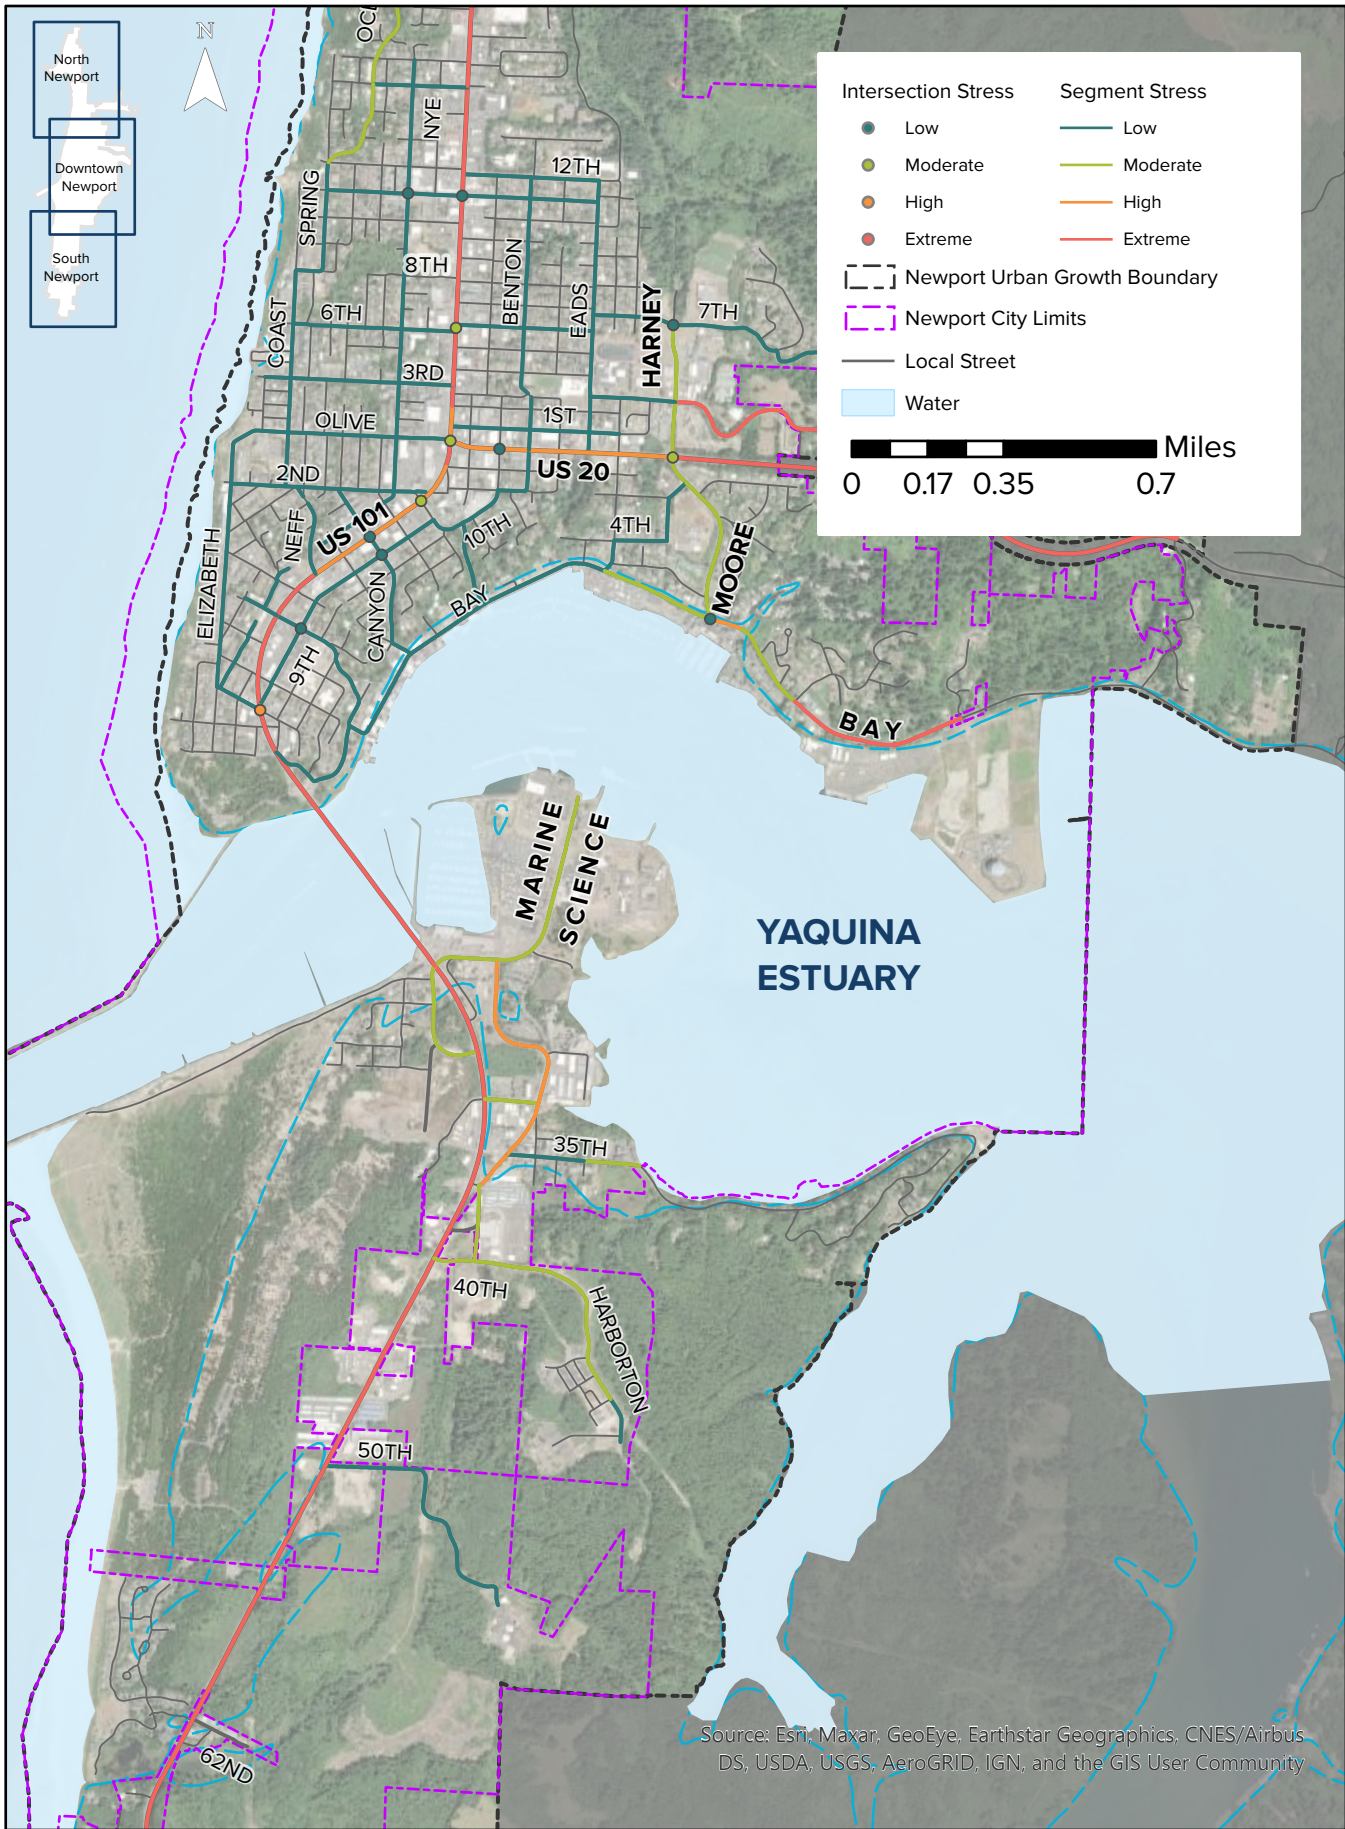 North
Newport
Downtown
Newport
South
Newport
N
Intersection Stress
Segment Stress
Low
Low
Moderate
Moderate
High
High
Extreme
Extreme
Newport Urban Growth Boundary
Newport City Limits
Local Street
Water
Miles
0 0.17 0.35 0.7
NYE
12TH
SPRING
8TH
BENTON
EADS
HARNEY
7TH
COAST
6TH
3RD
1ST
OLIVE
US 20
2ND
NEFF
US 101
10TH
4TH
ELIZABETH
CANYON
BAY
MOORE
9TH
BAY
MARINE
SCIENCE
YAQUINA
ESTUARY
35TH
40TH
HARBORTON
50TH
62ND
Source: Esri, Maxar, GeoEye, Earthstar Geographics, CNES/Airbus
DS, USDA, USGS, AeroGRID, IGN, and the GIS User Community